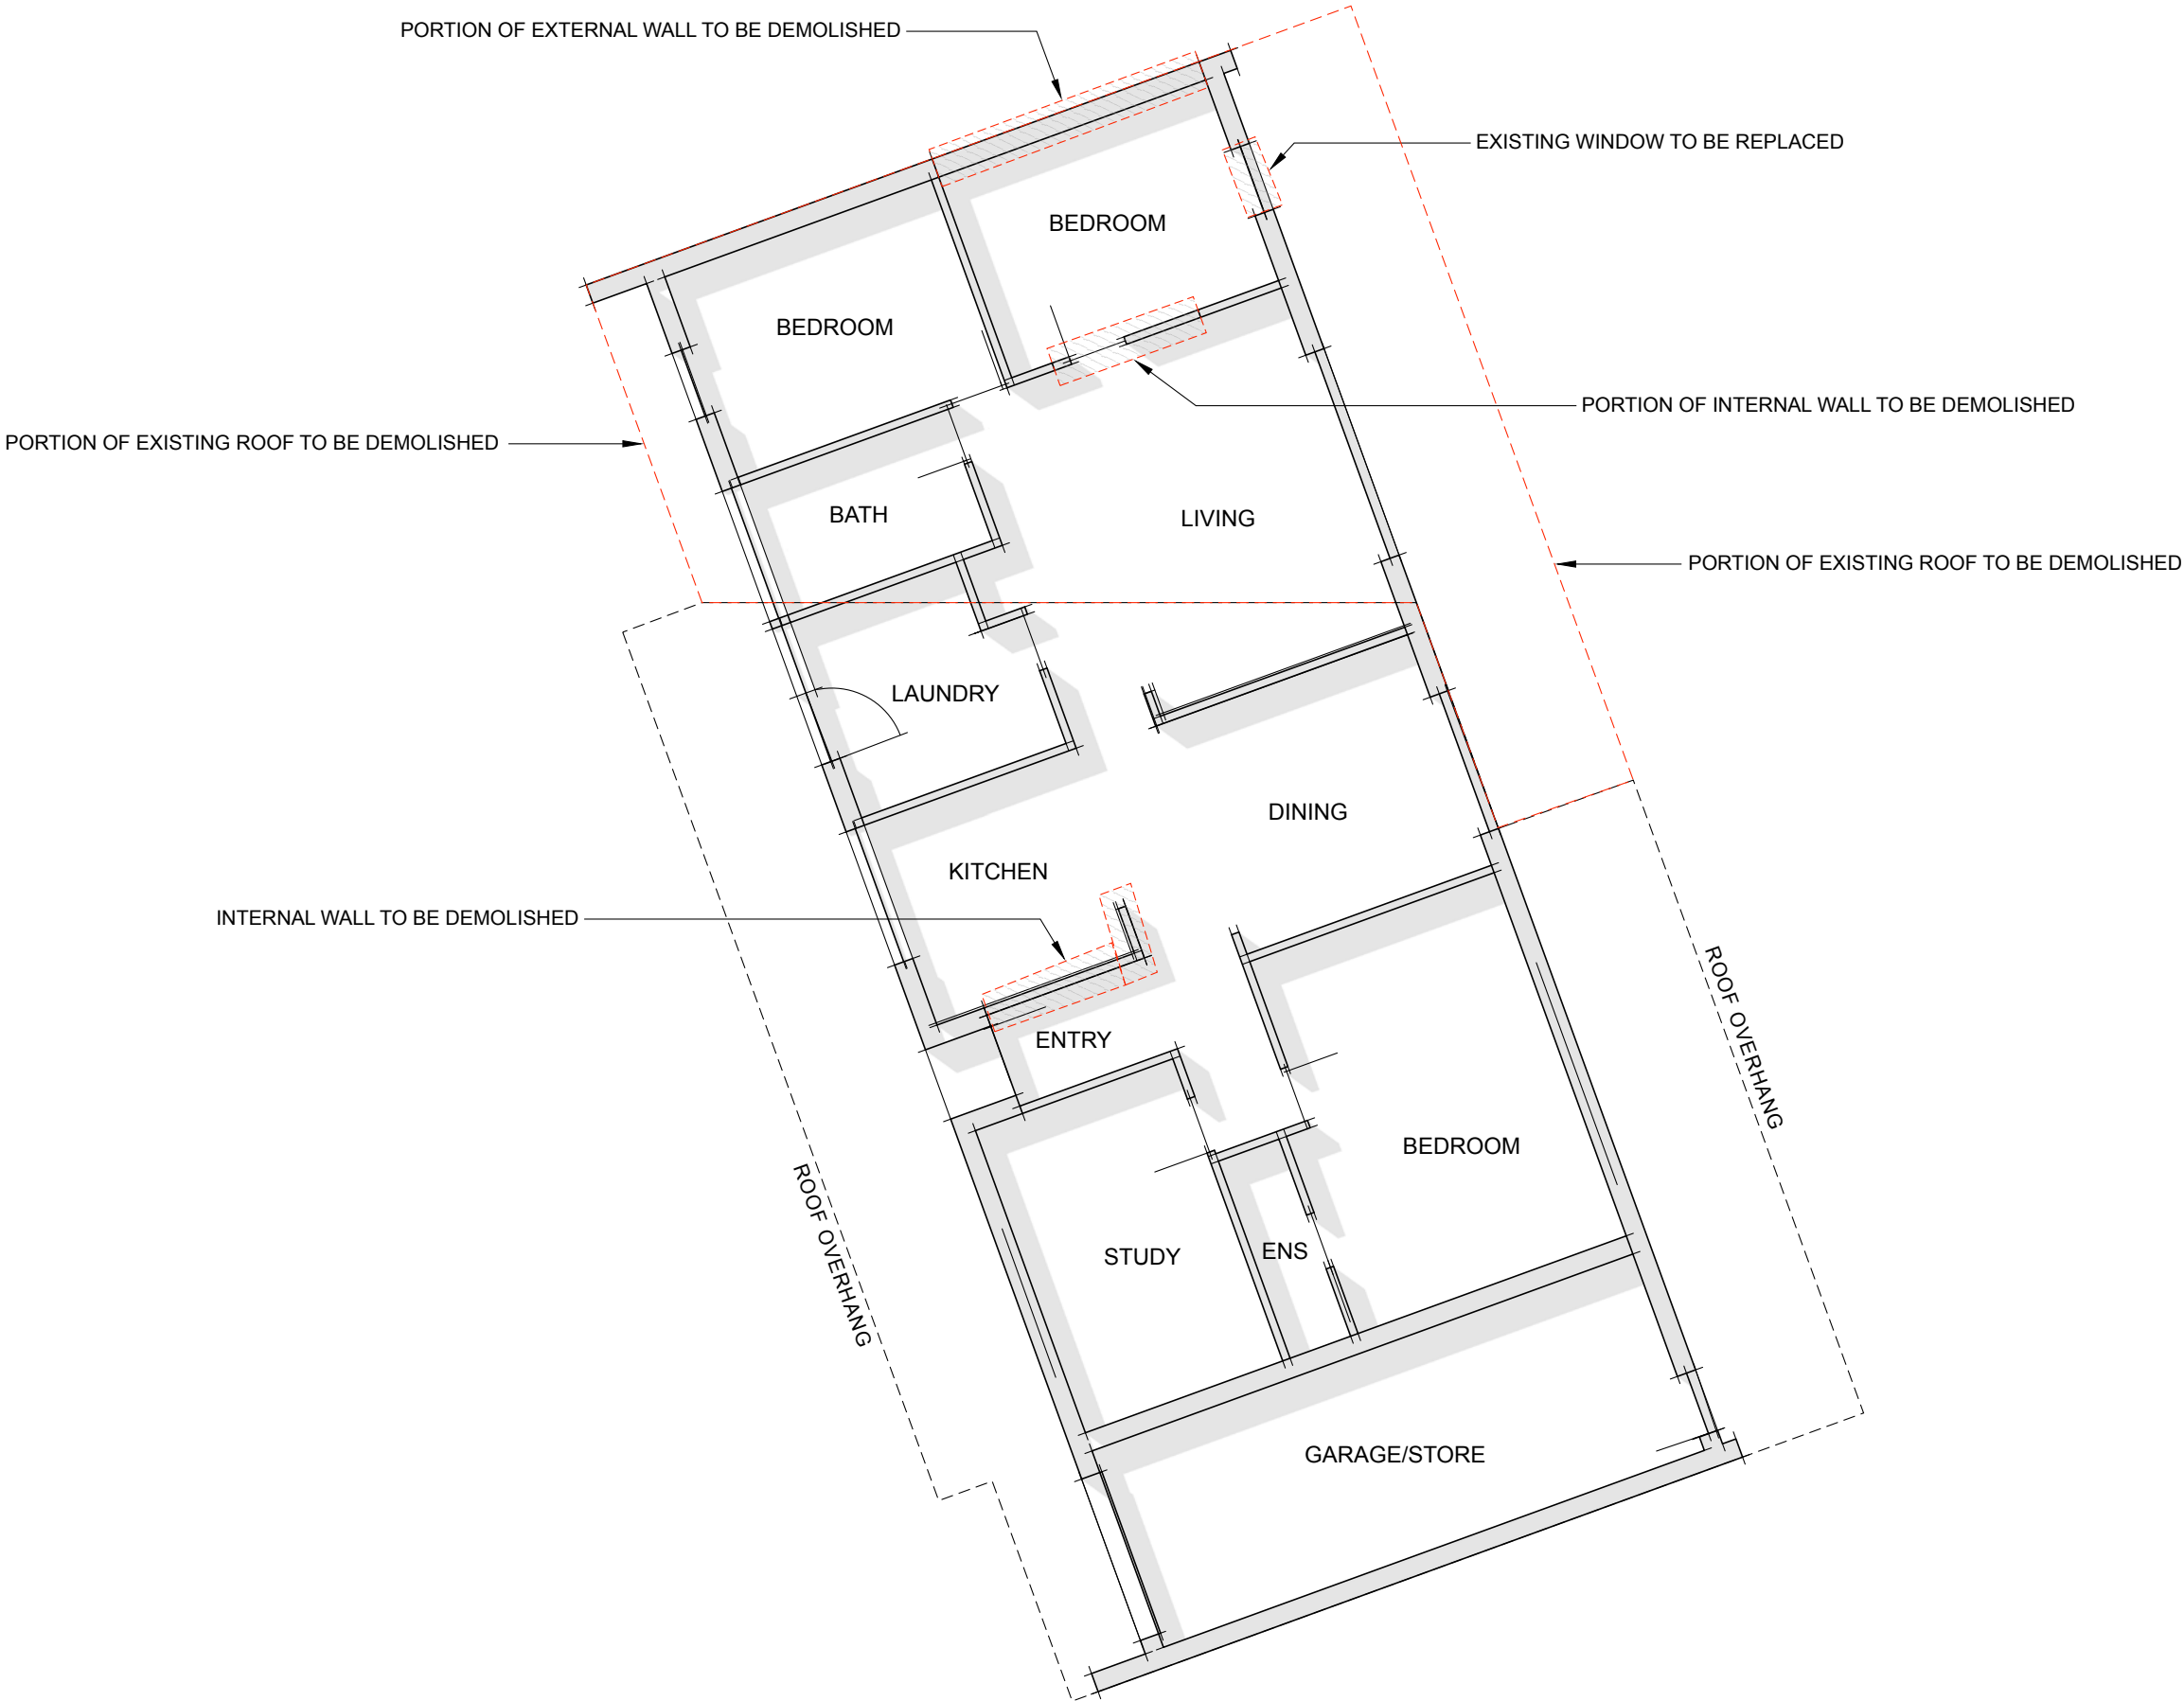 PORTION OF EXTERNAL WALL TO BE DEMOLISHED
EXISTING WINDOW TO BE REPLACED
BEDROOM
BEDROOM
PORTION OF INTERNAL WALL TO BE DEMOLISHED
PORTION OF EXISTING ROOF TO BE DEMOLISHED
BATH
LIVING
PORTION OF EXISTING ROOF TO BE DEMOLISHED
LAUNDRY
DINING
KITCHEN
INTERNAL WALL TO BE DEMOLISHED
ROOF OVERHANG
ENTRY
BEDROOM
ROOF OVERHANG
STUDY
ENS
GARAGE/STORE